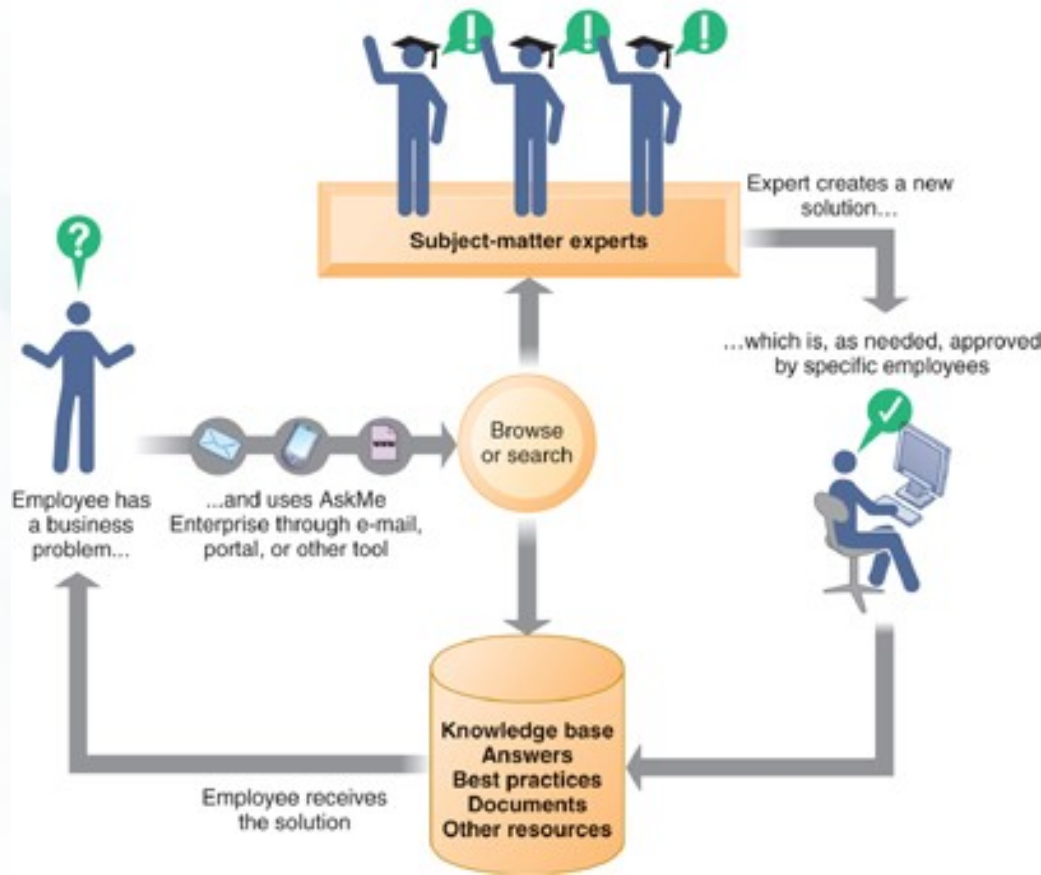 Expert creates a new
solution...
Subject-matter experts
...which is, as needed, approved
by specific employees
Browse
or search
Employee has
a business
problem...
...and uses AskMe
Enterprise through e-mail,
portal, or other tool
Knowledge base
Answers
Best practices
Documents
Other resources
Employee receives
the solution